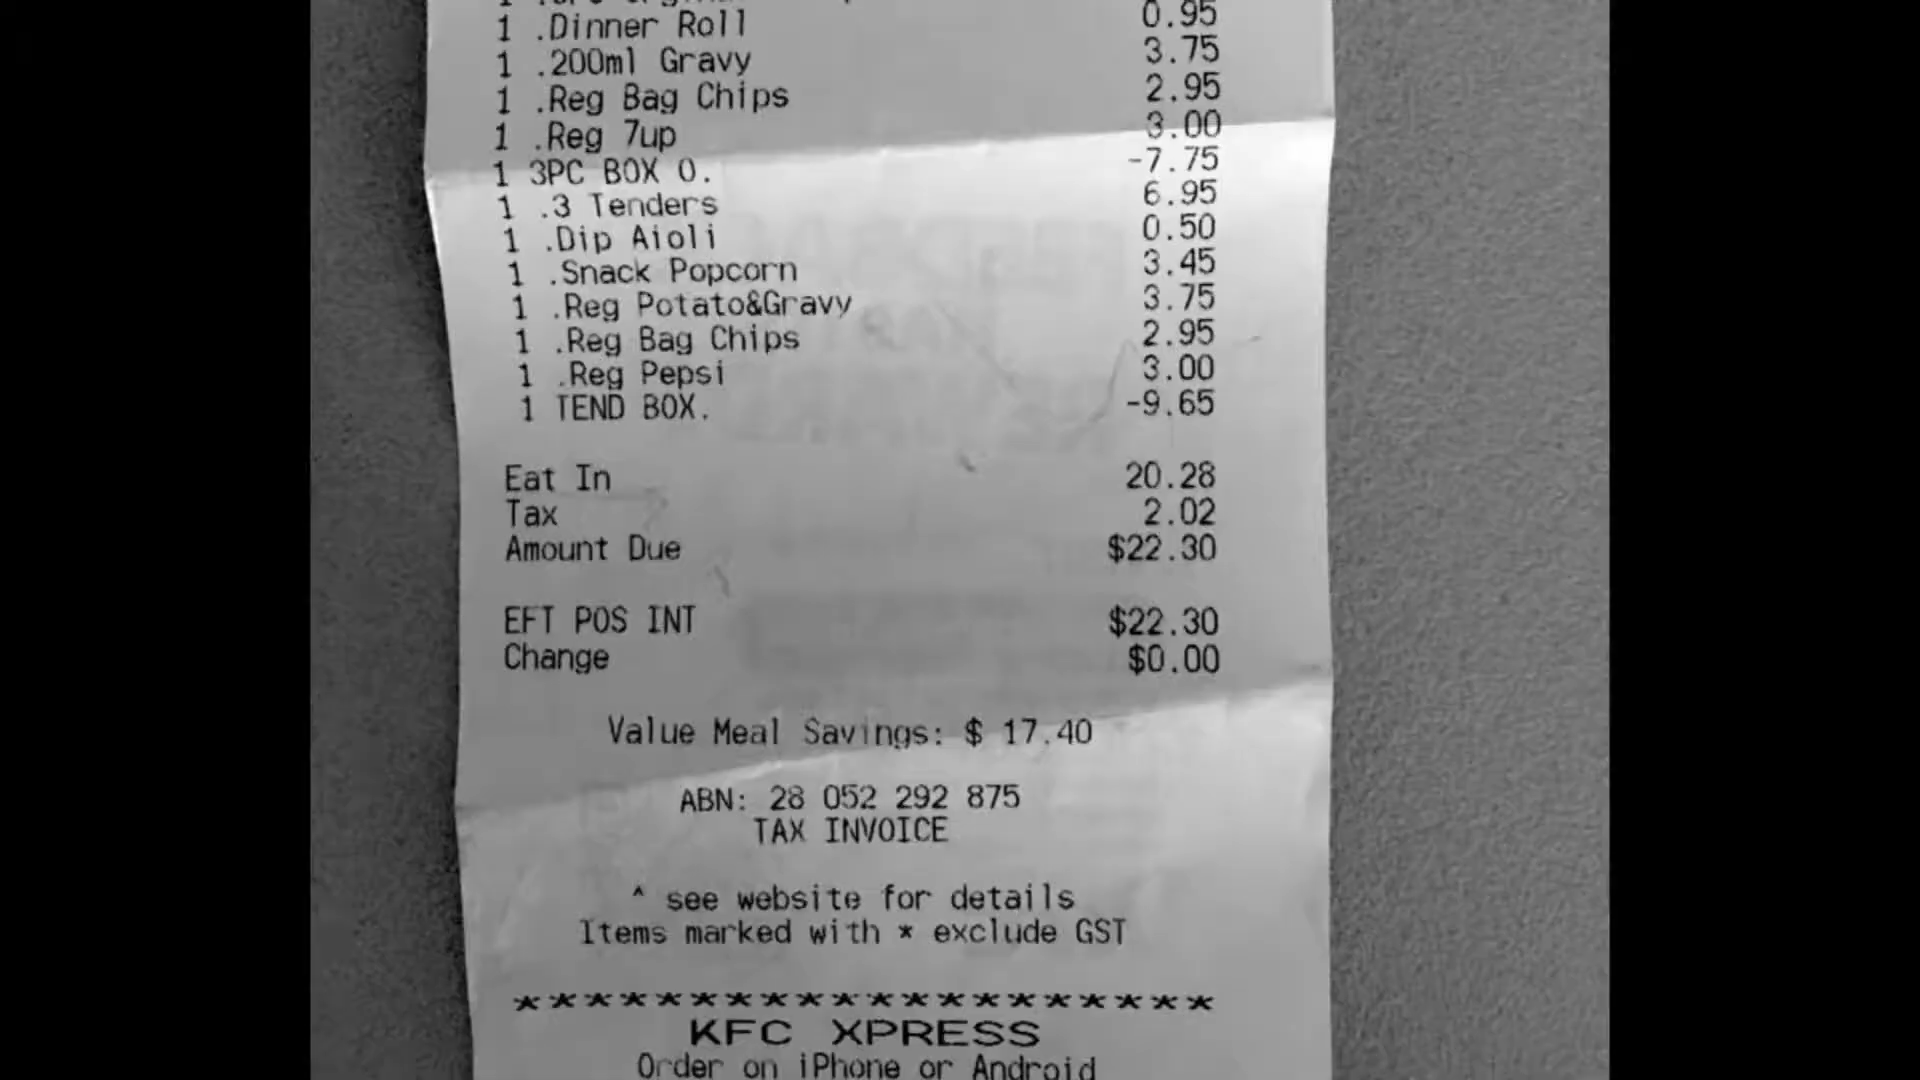 1 .Dinner Roll 0.95
1 .200ml Gravy 3.75
1 .Reg Bag Chips 2.95
1 .Reg 7up 3.00
1 3PC BOX O. -7.75
1 .3 Tenders 6.95
1 .Dip Aioli 0.50
1 .Snack Popcorn 3.45
1 .Reg Potato&Gravy 3.75
1 .Reg Bag Chips 2.95
1 .Reg Pepsi 3.00
1 TEND BOX. -9.65
Eat In 20.28
Tax 2.02
Amount Due $22.30
EFT POS INT $22.30
Change $0.00
Value Meal Savings: $ 17.40
ABN: 28 052 292 875
TAX INVOICE
^ see website for details
Items marked with * exclude GST
********************
KFC XPRESS
Order on iPhone or Android